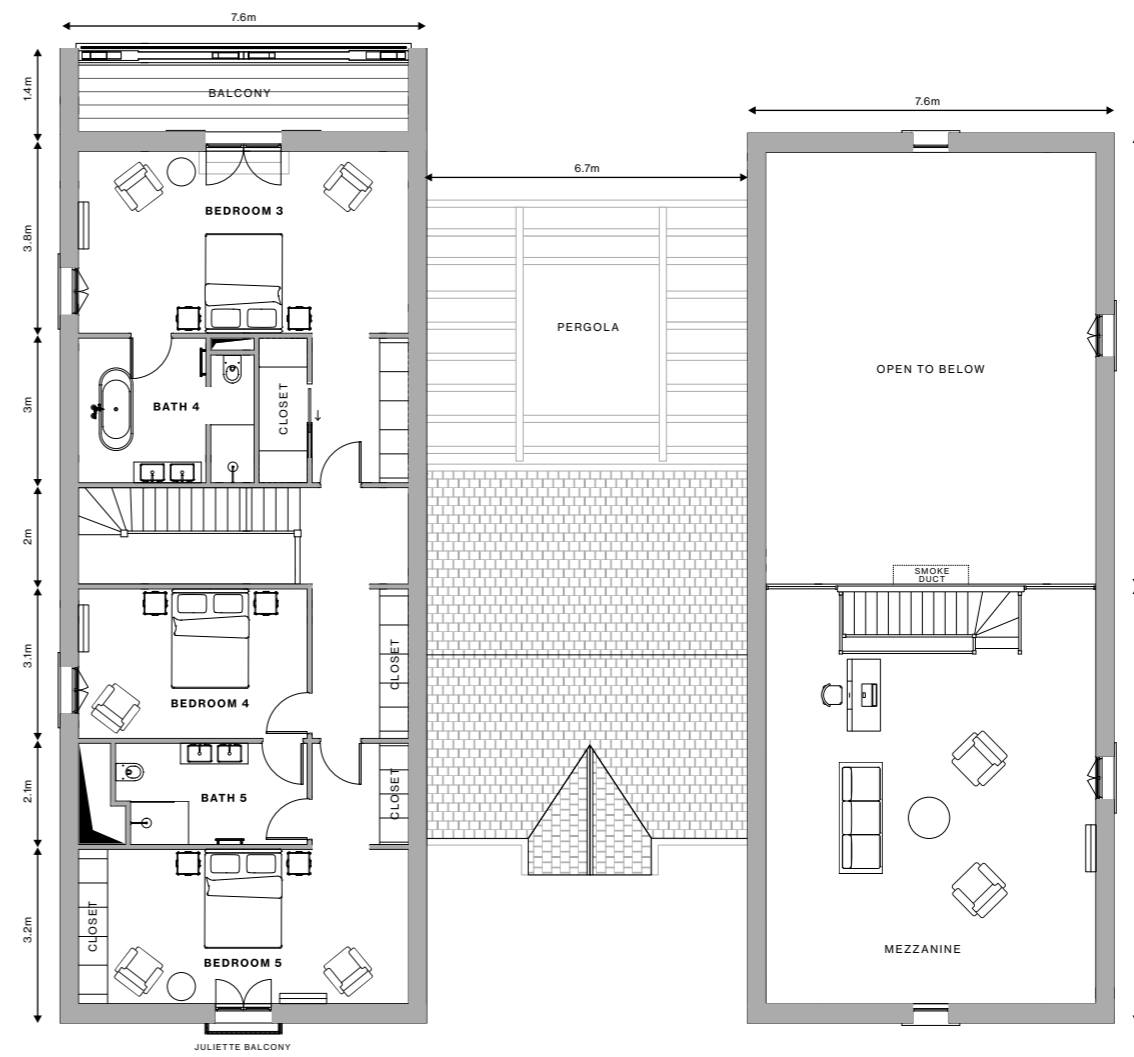 7.6m
1.4m
BALCONY
7.6m
6.7m
3.8m
BEDROOM 3
PERGOLA
OPEN TO BELOW
3m
BATH 4
CLOSET
2m
SMOKE
DUCT
3.1m
CLOSET
BEDROOM 4
2.1m
BATH 5
CLOSET
3.2m
CLOSET
BEDROOM 5
MEZZANINE
JULIETTE BALCONY